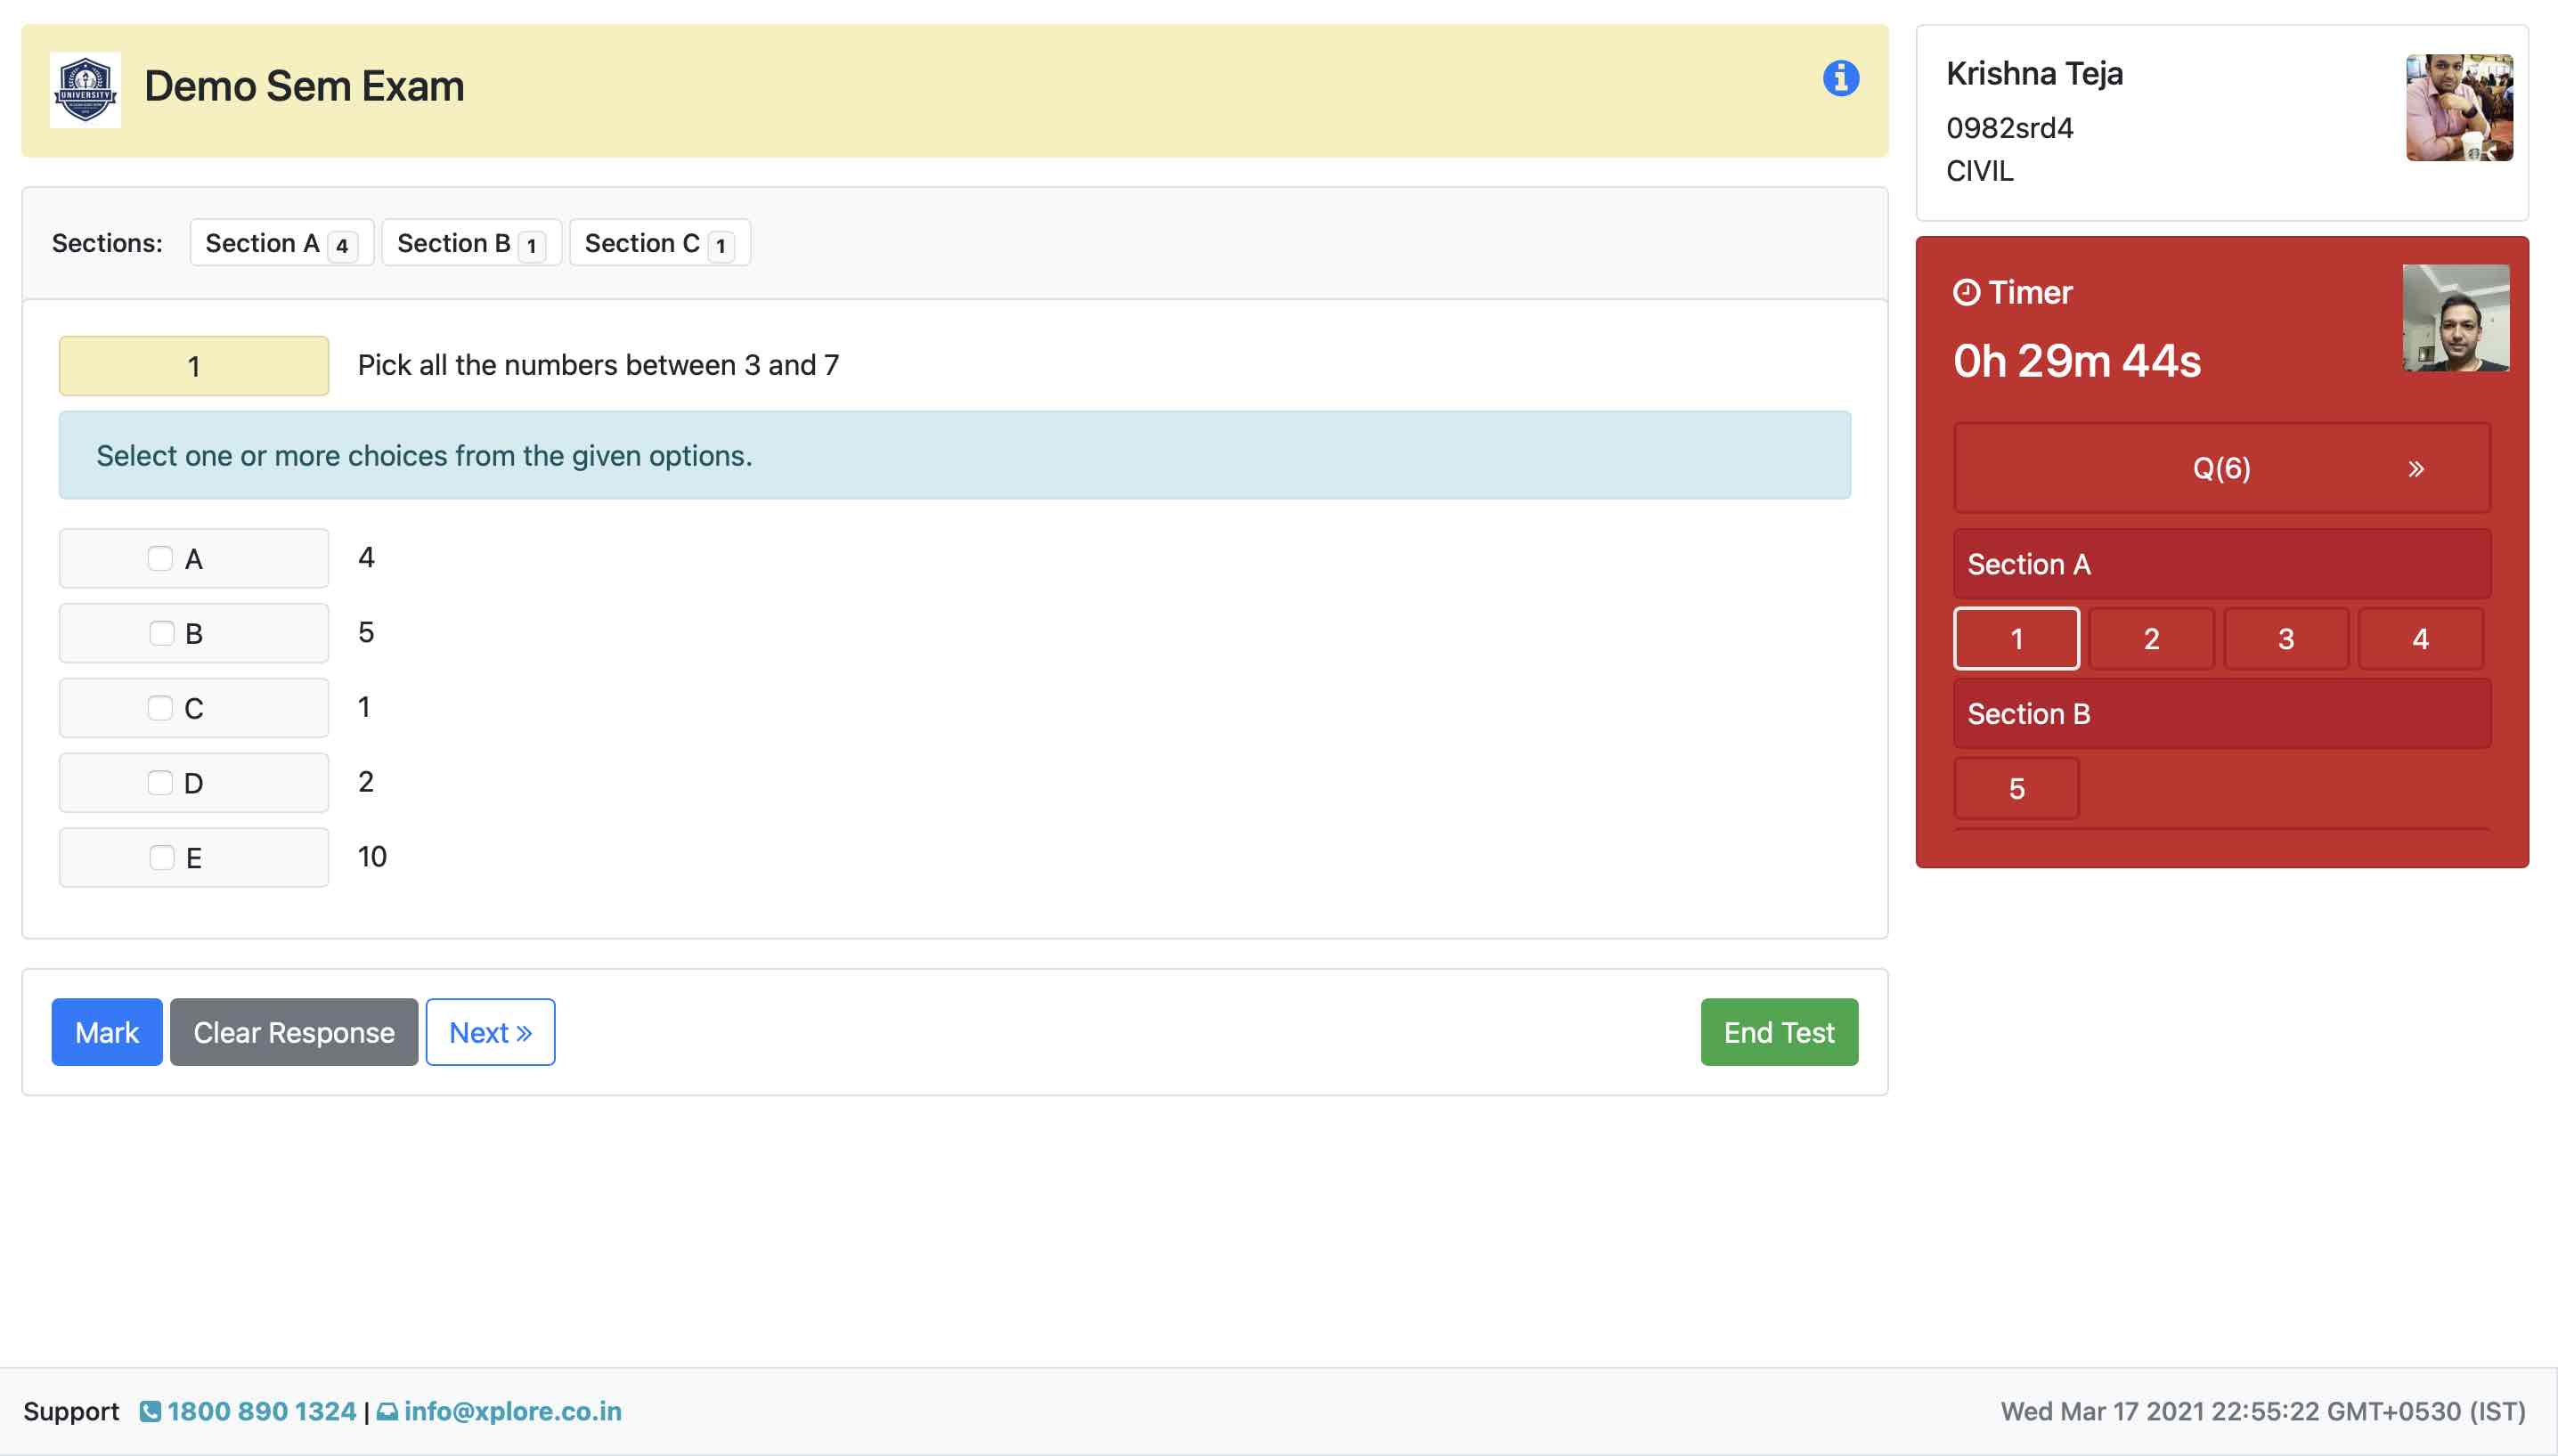 UNIVERSITY
Demo Sem Exam
Sections: Section A 4 Section B 1 Section C 1
1 Pick all the numbers between 3 and 7
Select one or more choices from the given options.
A 4
B 5
C 1
D 2
E 10
Mark Clear Response Next »
End Test
Krishna Teja
0982srd4
CIVIL
Timer
0h 29m 44s
Q(6) »
Section A
1 2 3 4
Section B
5
Support 1800 890 1324 | info@xplore.co.in
Wed Mar 17 2021 22:55:22 GMT+0530 (IST)